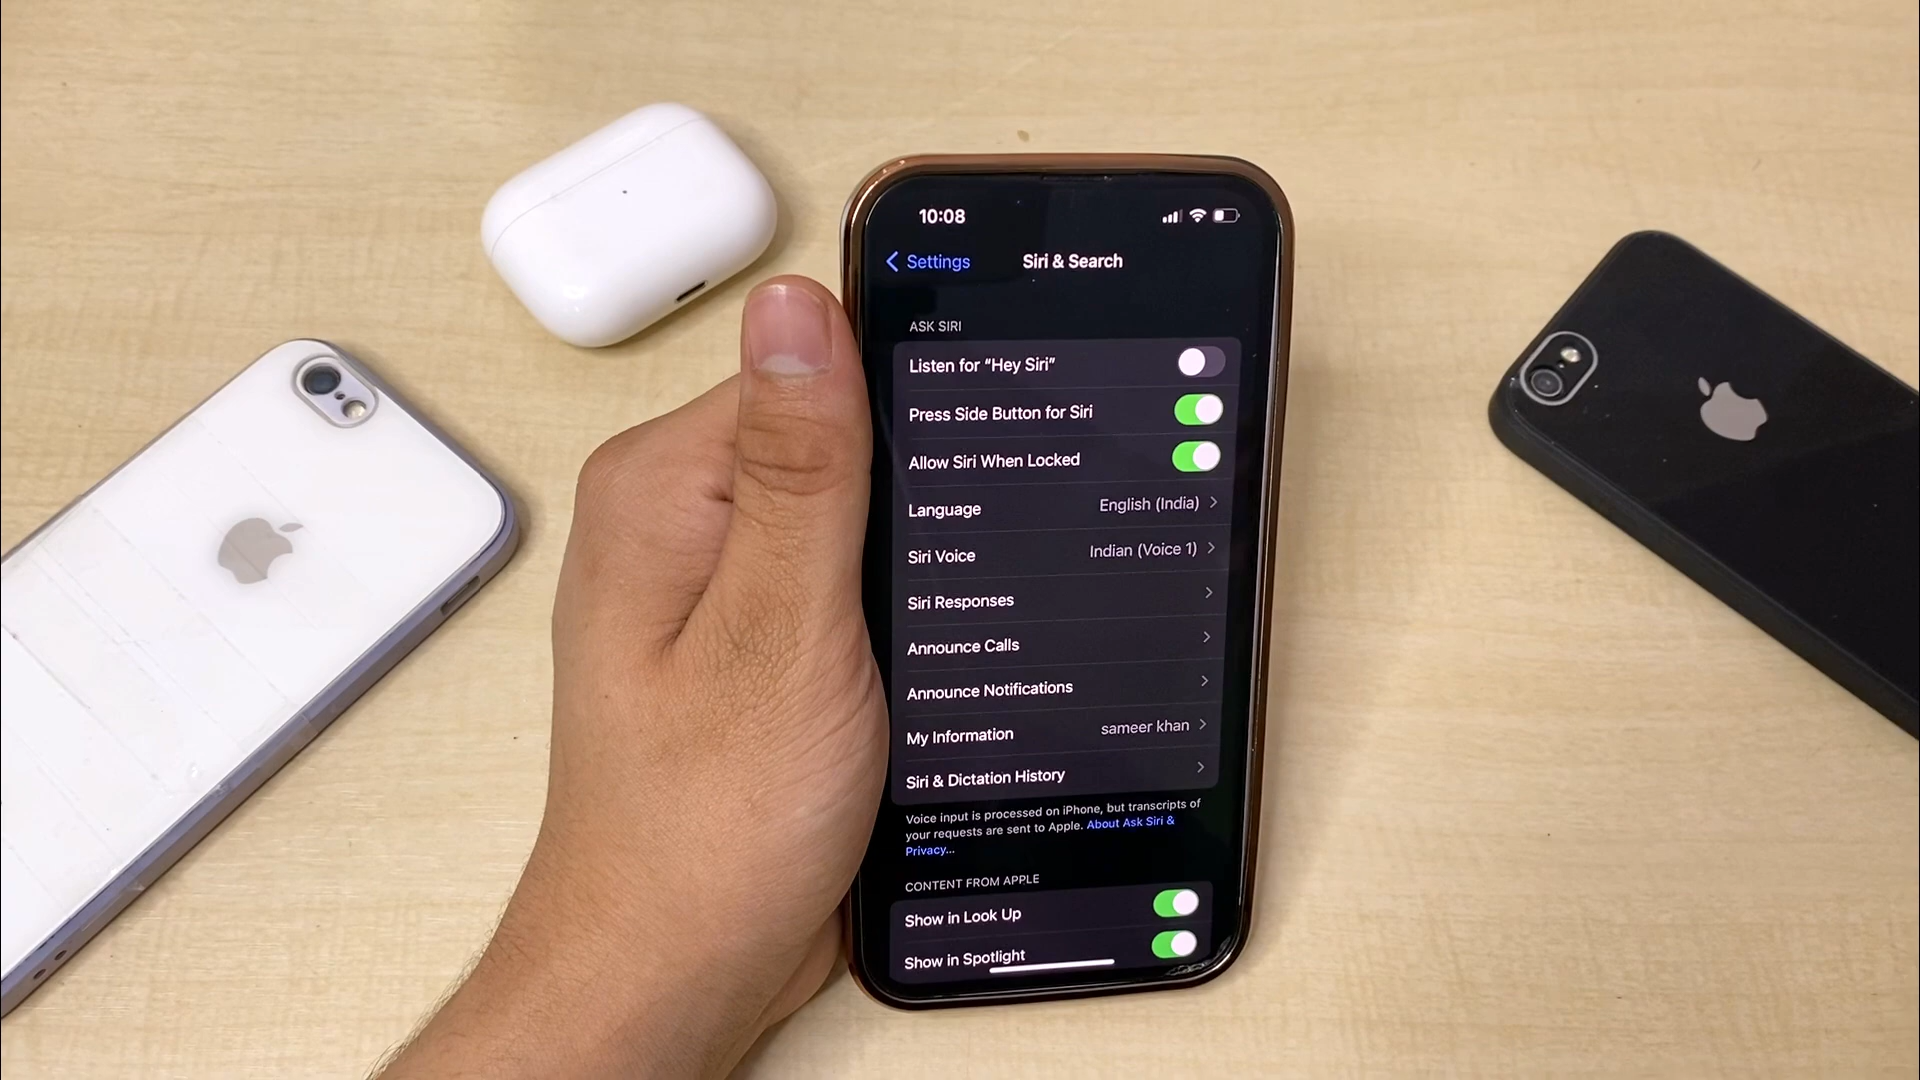 10:08
Settings
Siri & Search
ASK SIRI
Listen for “Hey Siri”
Press Side Button for Siri
Allow Siri When Locked
Language English (India)
Siri Voice Indian (Voice 1)
Siri Responses
Announce Calls
Announce Notifications
My Information sameer khan
Siri & Dictation History
Voice input is processed on iPhone, but transcripts of
your requests are sent to Apple. About Ask Siri &
Privacy...
CONTENT FROM APPLE
Show in Look Up
Show in Spotlight